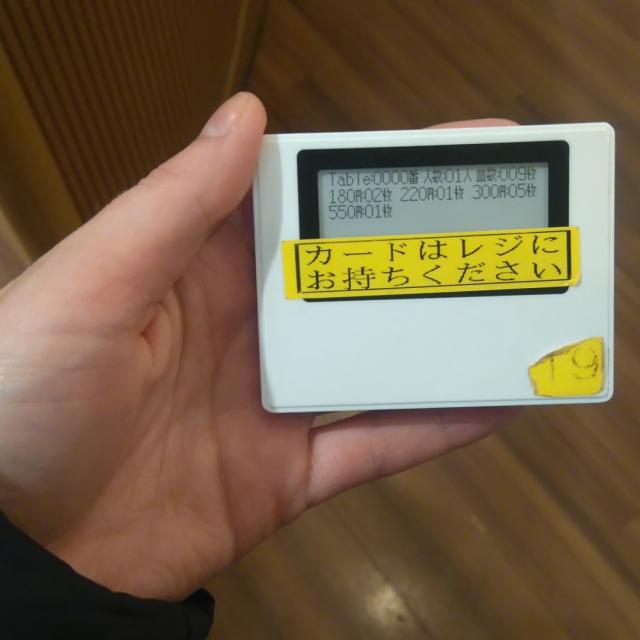 Table:0000番 人数:01人 皿数:009枚
180円:02枚 220円:01枚 300円:05枚
550円:01枚
カードはレジに
お持ちください
19